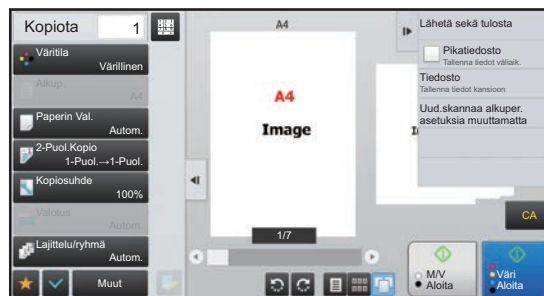 Kopiota
1
Väritila
Värillinen
Alkup.
A4
Paperin Val.
Autom.
2-Puol.Kopio
1-Puol.→1-Puol.
Kopiosuhde
100%
Valotus
Autom.
Lajittelu/ryhmä
Autom.
Muut
A4
A4
Image
1/7
Lähetä sekä tulosta
Pikatiedosto
Tallenna tiedot väliaik.
Tiedosto
Tallenna tiedot kansioon
Uud.skannaa alkuper.
asetuksia muuttamatta
CA
M/V
Aloita
Väri
Aloita